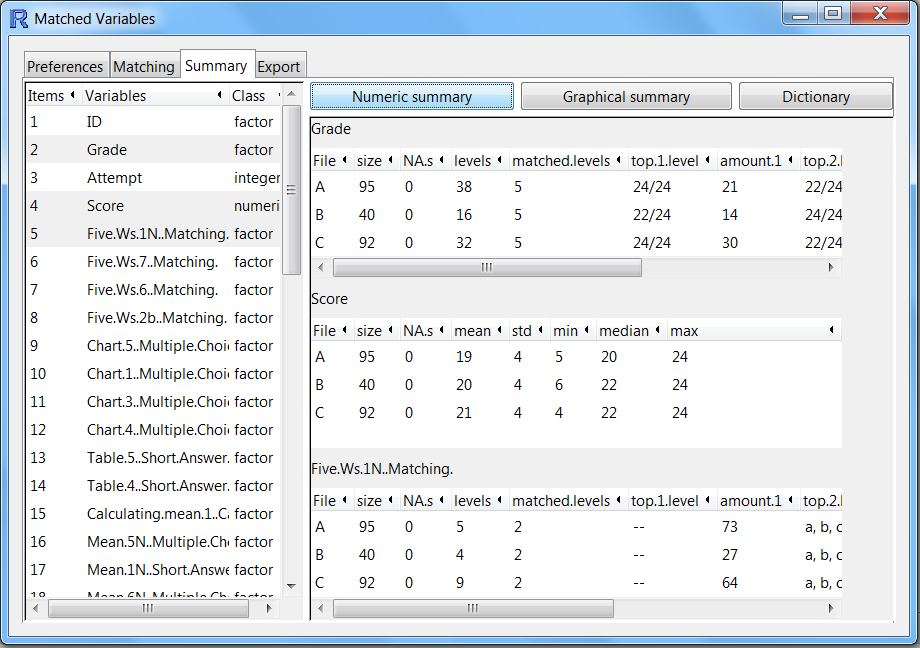 Matched Variables
Preferences Matching Summary Export
Items Variables Class
1 ID factor
2 Grade factor
3 Attempt integer
4 Score numeri
5 Five.Ws.1N..Matching. factor
6 Five.Ws.7..Matching. factor
7 Five.Ws.6..Matching. factor
8 Five.Ws.2b..Matching. factor
9 Chart.5..Multiple.Choi factor
10 Chart.1..Multiple.Choi factor
11 Chart.3..Multiple.Choi factor
12 Chart.4..Multiple.Choi factor
13 Table.5..Short.Answer. factor
14 Table.4..Short.Answer. factor
15 Calculating.mean.1..Ca factor
16 Mean.5N..Multiple.Ch factor
17 Mean.1N..Short.Answe factor
18 Mean.6N..Multiple.Ch factor
Numeric summary Graphical summary Dictionary
Grade
File size NA.s levels matched.levels top.1.level amount.1 top.2.l
A 95 0 38 5 24/24 21 22/24
B 40 0 16 5 22/24 14 24/24
C 92 0 32 5 24/24 30 22/24
Score
File size NA.s mean std min median max
A 95 0 19 4 5 20 24
B 40 0 20 4 6 22 24
C 92 0 21 4 4 22 24
Five.Ws.1N..Matching.
File size NA.s levels matched.levels top.1.level amount.1 top.2.l
A 95 0 5 2 -- 73 a, b, c
B 40 0 4 2 -- 27 a, b, c
C 92 0 9 2 -- 64 a, b, c